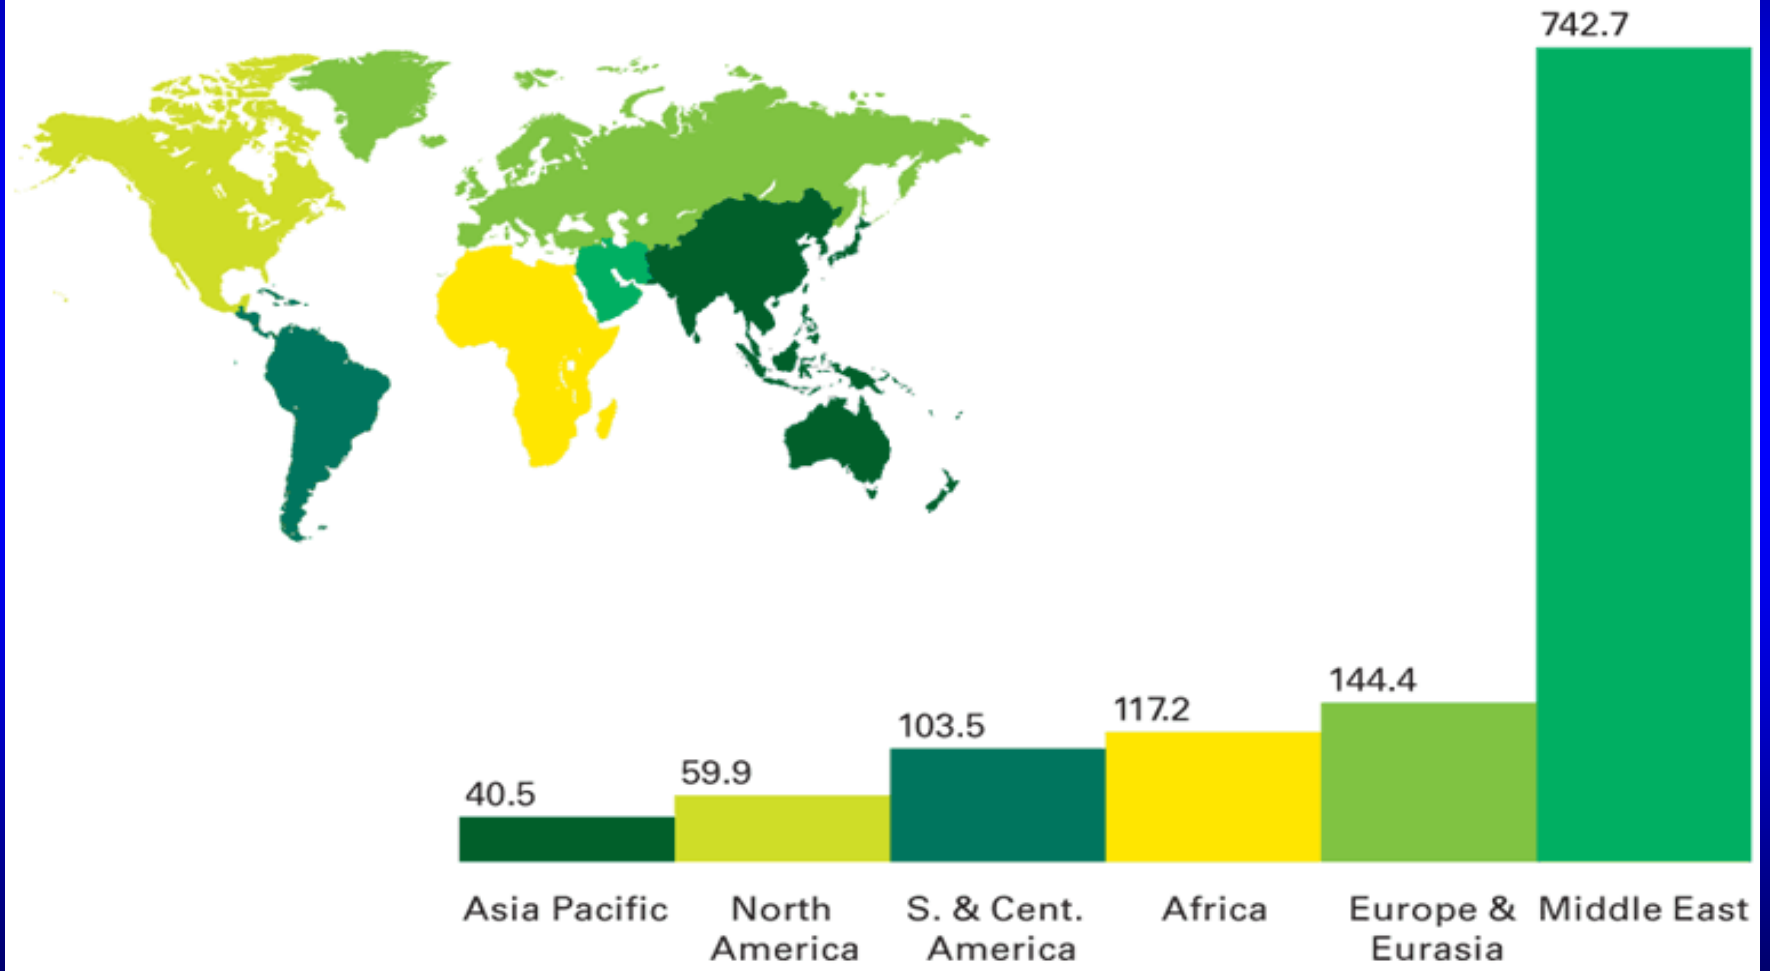 742.7
144.4
117.2
103.5
59.9
40.5
Asia Pacific
North
America
S. & Cent.
America
Africa
Europe &
Eurasia
Middle East